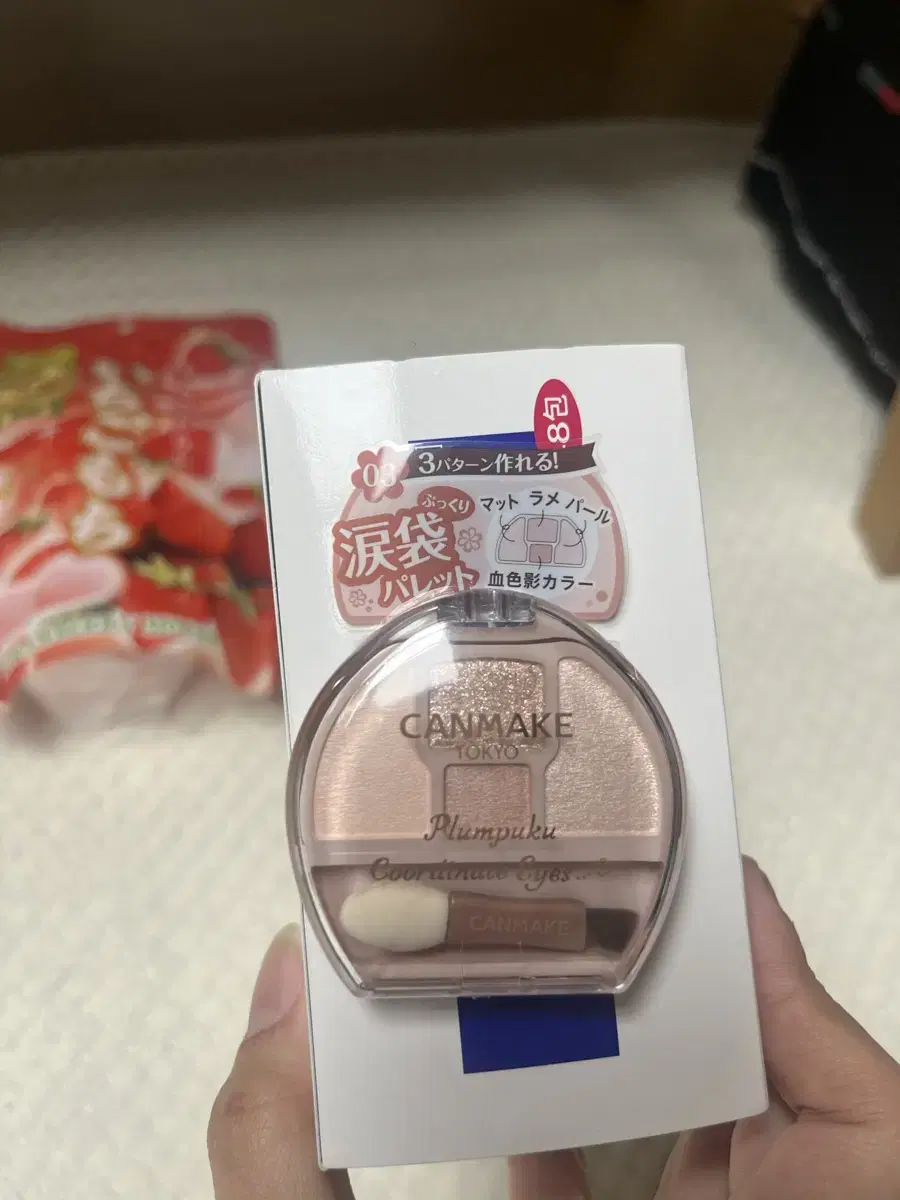 8包
03
3パターン作れる!
ぷっくり
涙袋
パレット
マット ラメ パール
血色影カラー
CANMAKE
TOKYO
Plumpuku
Coordinate Eyes
CANMAKE